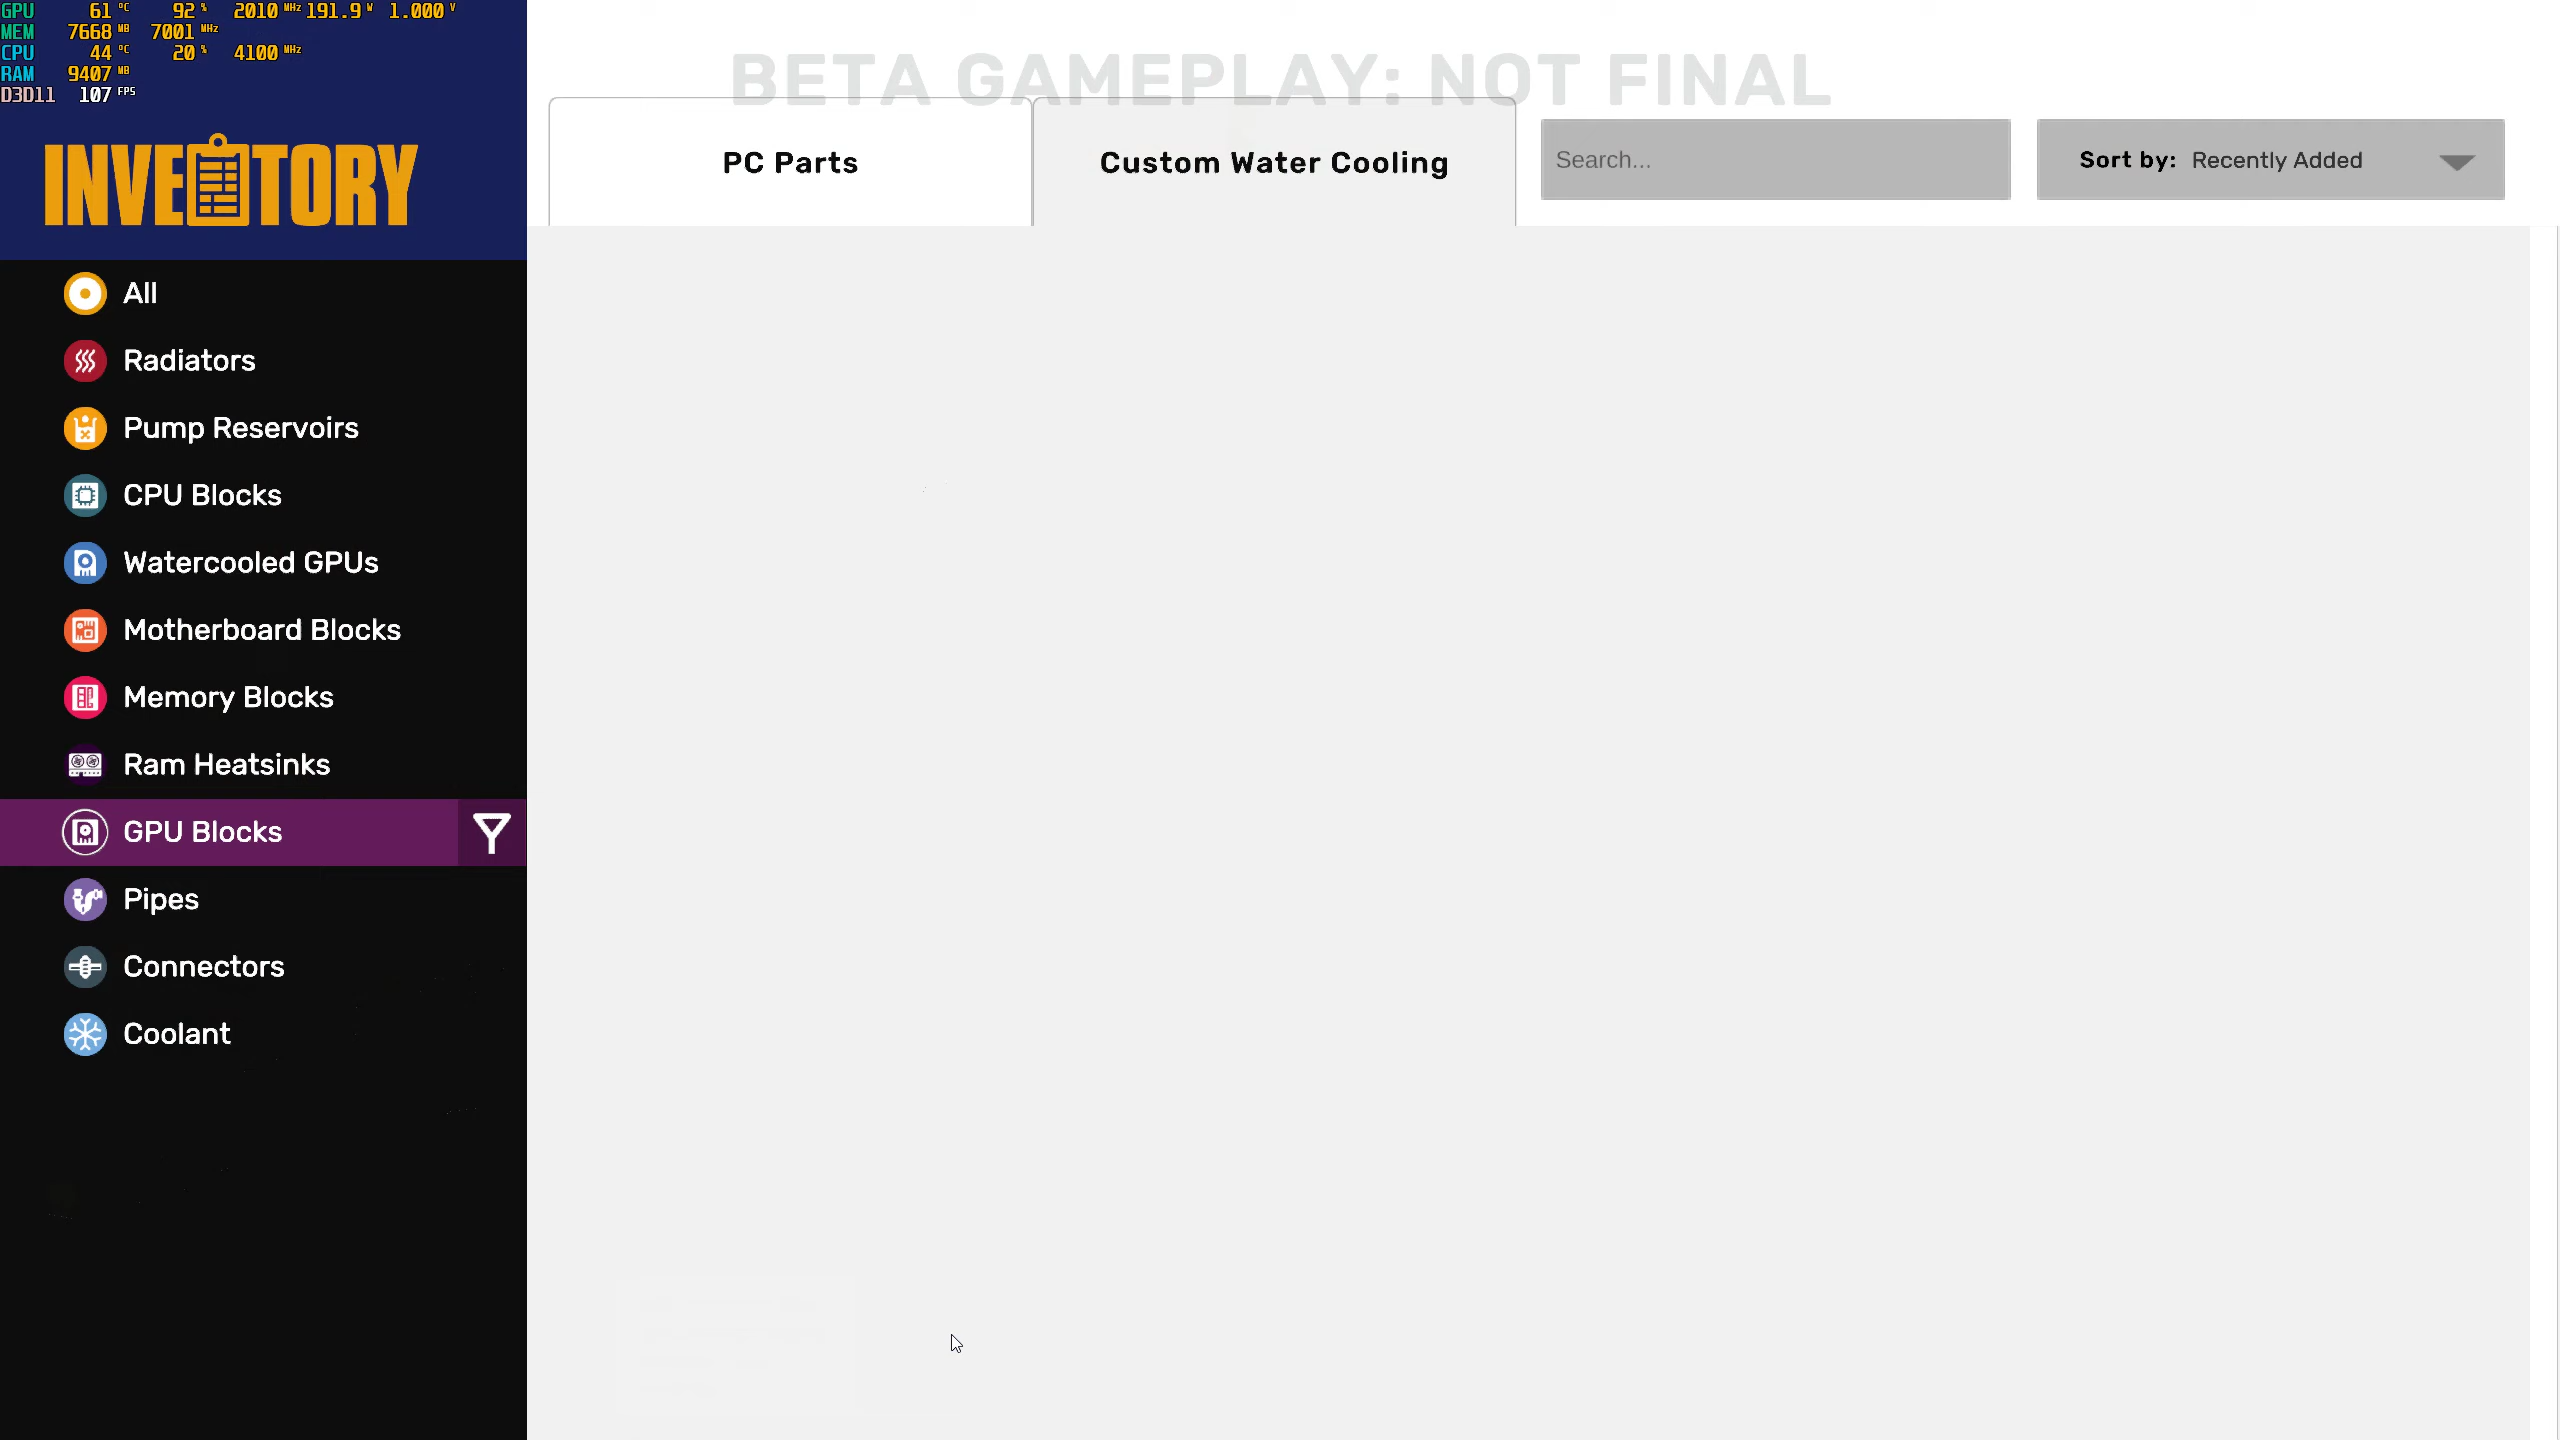 GPU 61 °C 92 % 2010 MHz 191.9 W 1.000 V
MEM 7668 MB 7001 MHz
CPU 44 °C 20 % 4100 MHz
RAM 9407 MB
D3D11 107 FPS
BETA GAMEPLAY: NOT FINAL
INVENTORY
PC Parts
Custom Water Cooling
Search...
Sort by: Recently Added
All
Radiators
Pump Reservoirs
CPU Blocks
Watercooled GPUs
Motherboard Blocks
Memory Blocks
Ram Heatsinks
GPU Blocks
Pipes
Connectors
Coolant